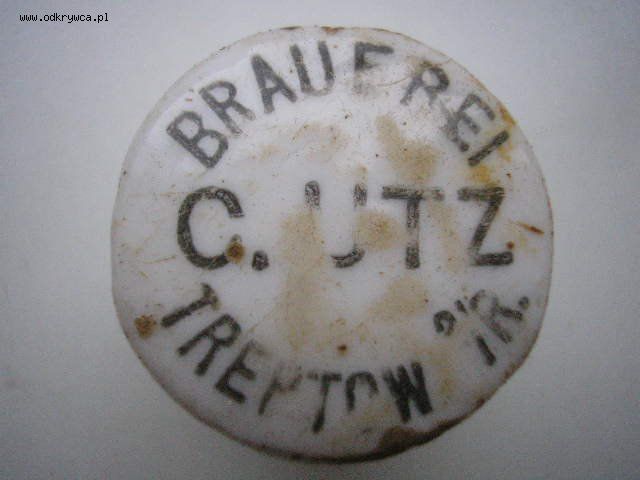 www.odkrywca.pl
BRAUEREI
C. UTZ
TREPTOW a/R.